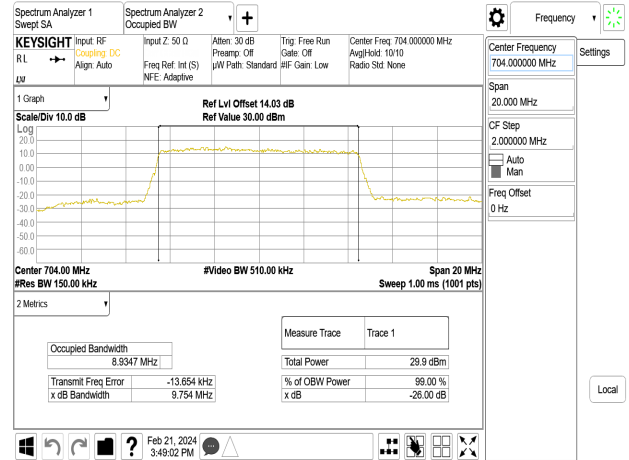 Spectrum Analyzer 1
Swept SA
Spectrum Analyzer 2
Occupied BW
Frequency
KEYSIGHT
Input: RF
Coupling: DC
Align: Auto
Input Z: 50 Ω
Freq Ref: Int (S)
NFE: Adaptive
Atten: 30 dB
Preamp: Off
µW Path: Standard
Trig: Free Run
Gate: Off
#IF Gain: Low
Center Freq: 704.000000 MHz
Avg|Hold: 10/10
Radio Std: None
R L
Center Frequency
704.000000 MHz
Settings
Span
20.000 MHz
CF Step
2.000000 MHz
Auto
Man
Freq Offset
0 Hz
Local
1 Graph
Ref Lvl Offset 14.03 dB
Scale/Div 10.0 dB
Ref Value 30.00 dBm
Log
20.0
10.0
0.00
-10.0
-20.0
-30.0
-40.0
-50.0
-60.0
Center 704.00 MHz
#Video BW 510.00 kHz
Span 20 MHz
#Res BW 150.00 kHz
Sweep 1.00 ms (1001 pts)
2 Metrics
Measure Trace
Trace 1
Occupied Bandwidth
8.9347 MHz
Total Power
29.9 dBm
Transmit Freq Error
-13.654 kHz
% of OBW Power
99.00 %
x dB Bandwidth
9.754 MHz
x dB
-26.00 dB
?
Feb 21, 2024
3:49:02 PM